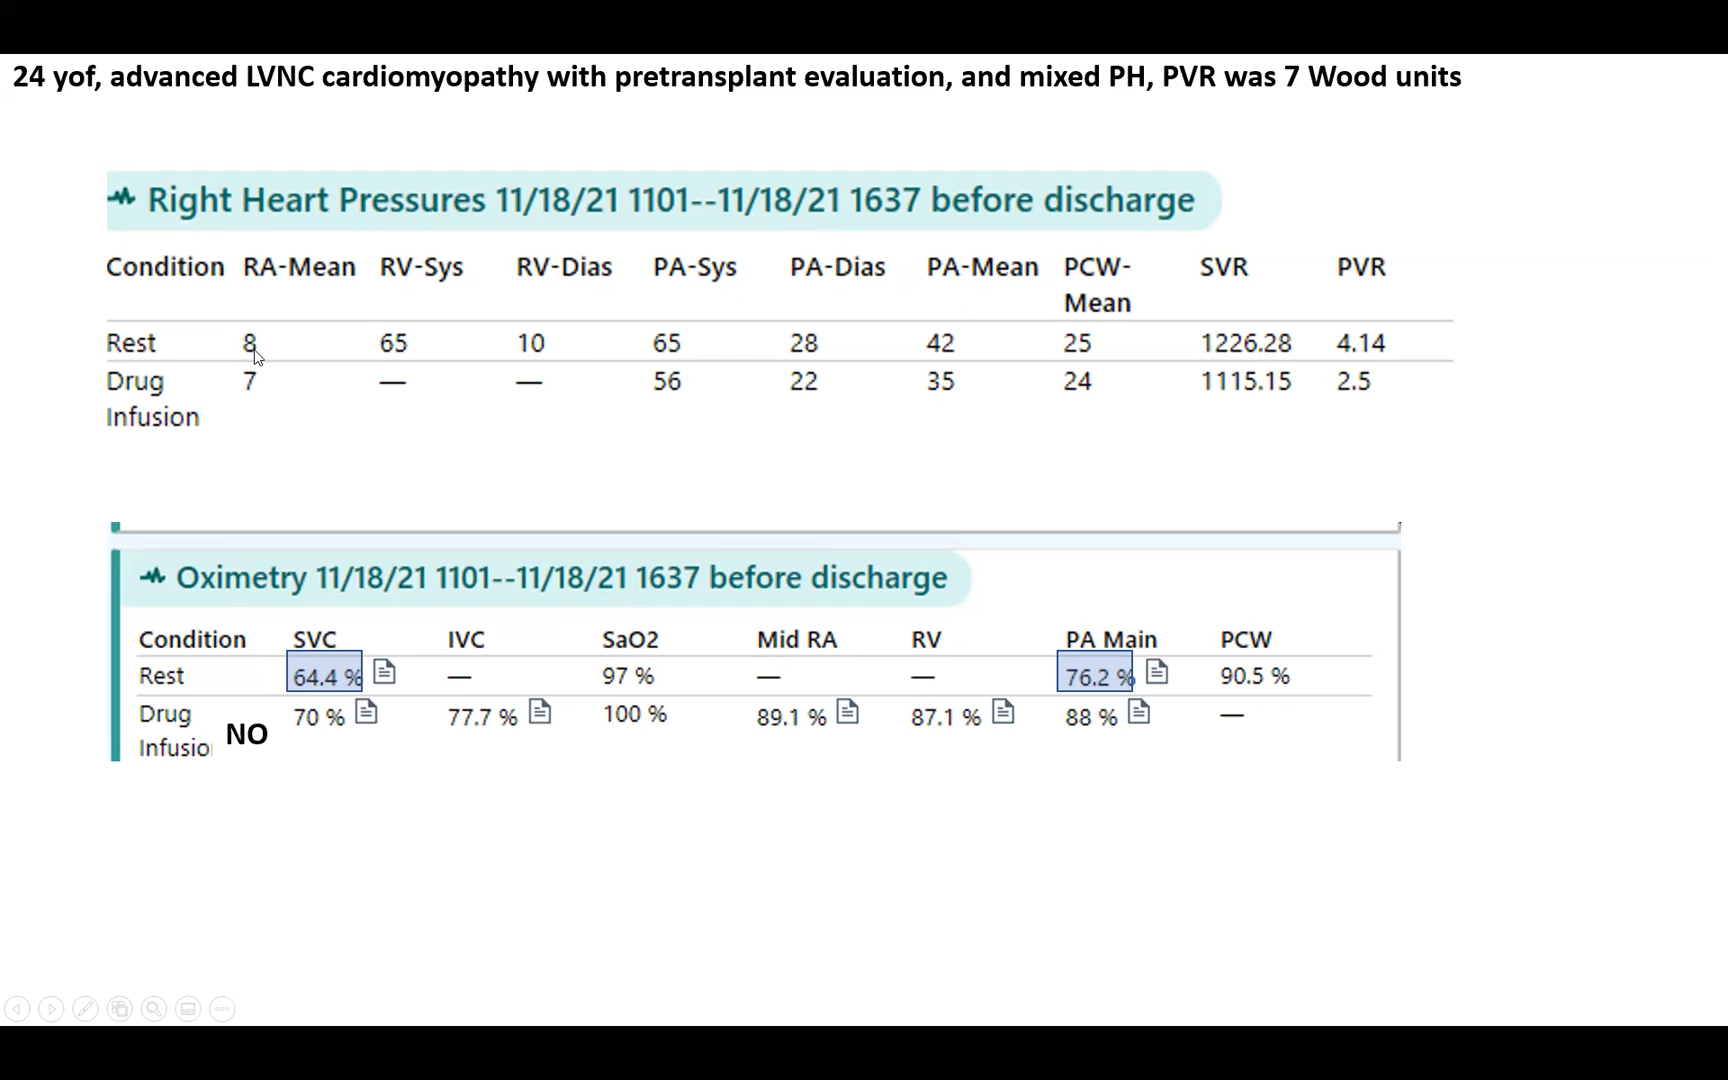 24 yof, advanced LVNC cardiomyopathy with pretransplant evaluation, and mixed PH, PVR was 7 Wood units
Right Heart Pressures 11/18/21 1101--11/18/21 1637 before discharge
Condition RA-Mean RV-Sys RV-Dias PA-Sys PA-Dias PA-Mean PCW- SVR PVR
Mean
Rest 8 65 10 65 28 42 25 1226.28 4.14
Drug 7 — — 56 22 35 24 1115.15 2.5
Infusion
Oximetry 11/18/21 1101--11/18/21 1637 before discharge
Condition SVC IVC SaO2 Mid RA RV PA Main PCW
Rest 64.4 % — 97 % — — 76.2 % 90.5 %
Drug 70 % 77.7 % 100 % 89.1 % 87.1 % 88 % —
Infusio NO